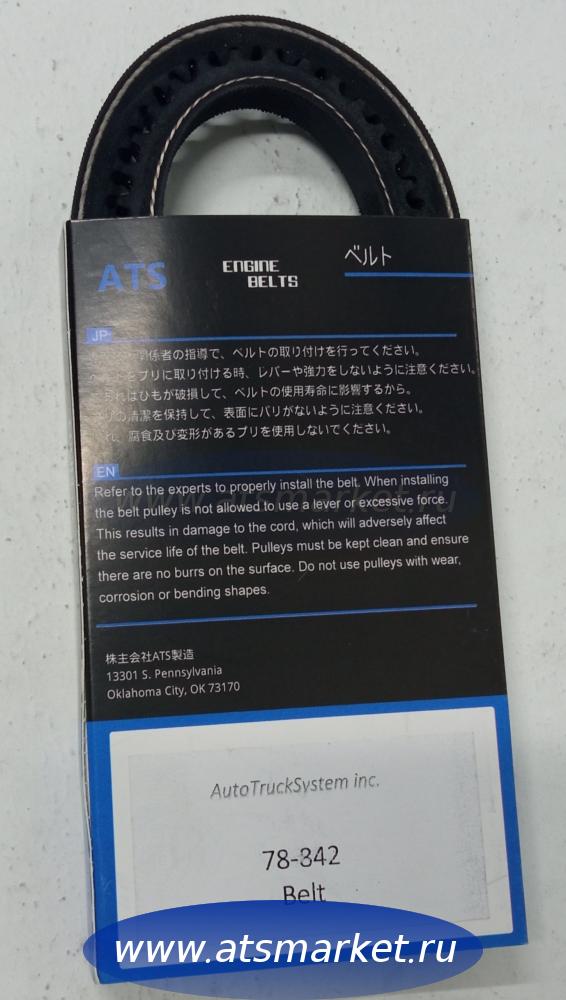 ATS
ENGINE
BELTS
ベルト
JP
係者の指導で、ベルトの取り付けを行ってください。
をプリに取り付ける時、レバーや強力をしないように注意ください。
はひもが破損して、ベルトの使用寿命に影響するから。
の清潔を保持して、表面にバリがないように注意ください。
れ、腐食及び変形があるプリを使用しないてください。
EN
Refer to the experts to properly install the belt. When installing
the belt pulley is not allowed to use a lever or excessive force.
This results in damage to the cord, which will adversely affect
the service life of the belt. Pulleys must be kept clean and ensure
there are no burrs on the surface. Do not use pulleys with wear,
corrosion or bending shapes.
www.atsmarket.ru
株主会社ATS製造
13301 S. Pennsylvania
Oklahoma City, OK 73170
AutoTruckSystem inc.
78-842
Belt
www.atsmarket.ru